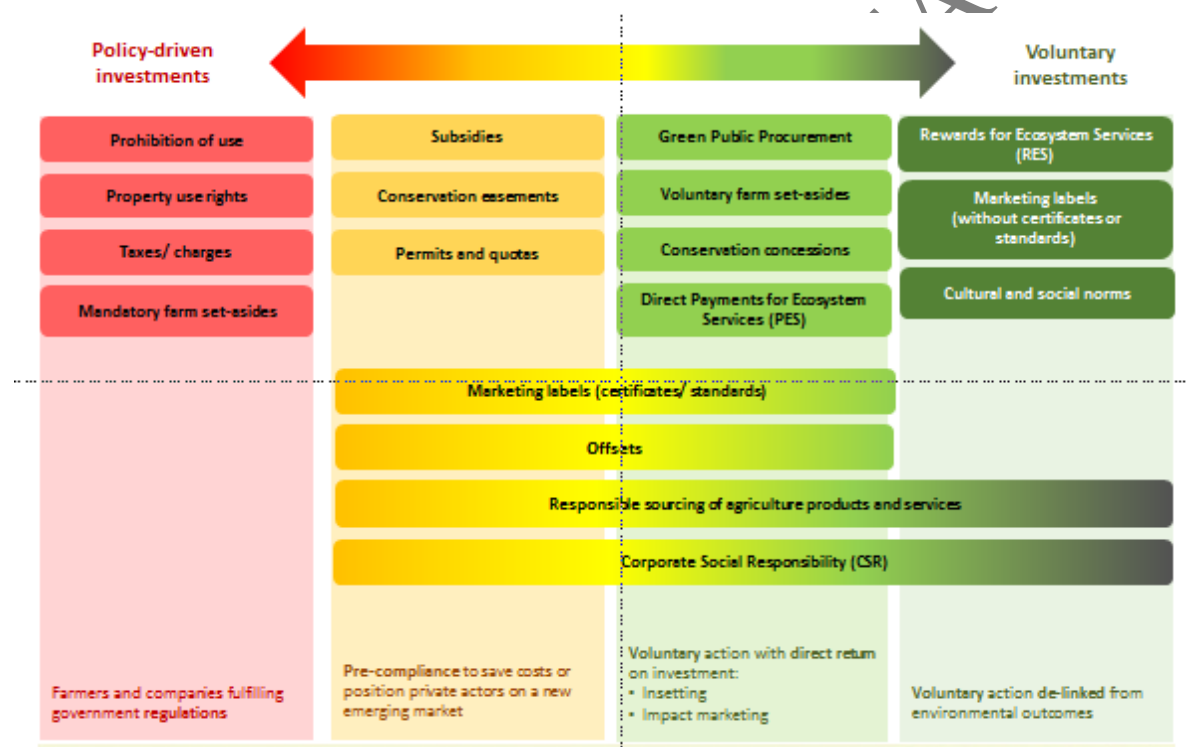 Policy-driven
investments
Voluntary
investments
Prohibition of use
Property use rights
Taxes/ charges
Mandatory farm set-asides
Subsidies
Conservation easements
Permits and quotas
Green Public Procurement
Voluntary farm set-asides
Conservation concessions
Direct Payments for Ecosystem
Services (PES)
Rewards for Ecosystem Services
(RES)
Marketing labels
(without certificates or
standards)
Cultural and social norms
Marketing labels (certificates/ standards)
Offsets
Responsible sourcing of agriculture products and services
Corporate Social Responsibility (CSR)
Farmers and companies fulfilling
government regulations
Pre-compliance to save costs or
position private actors on a new
emerging market
Voluntary action with direct return
on investment:
• Insetting
• Impact marketing
Voluntary action de-linked from
environmental outcomes